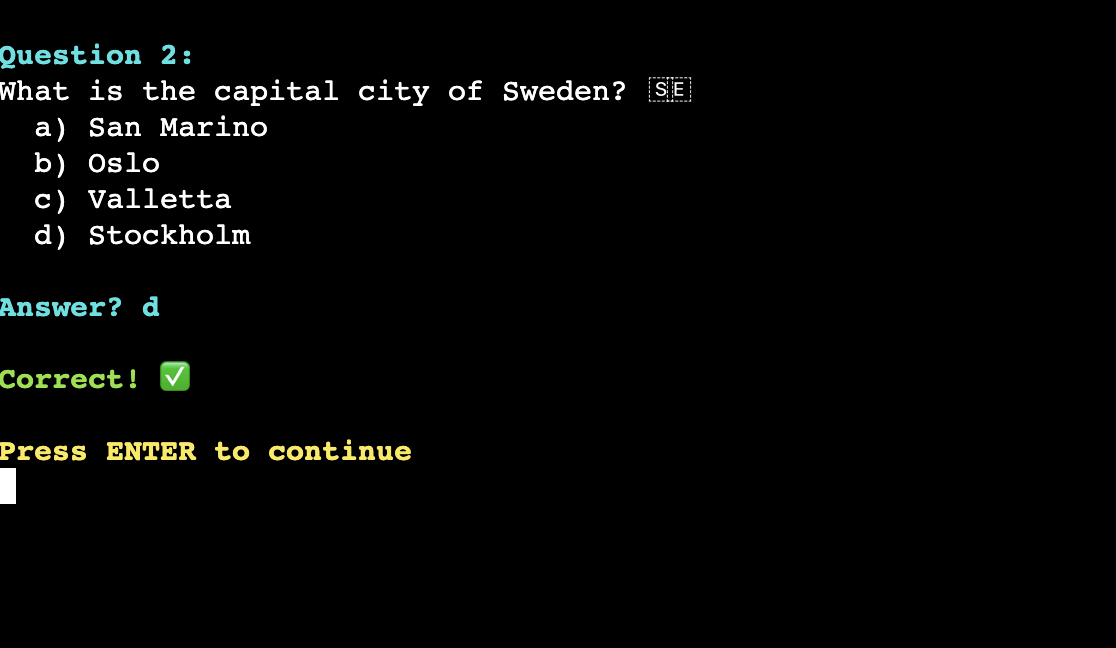 Question 2:
What is the capital city of Sweden? 🇸🇪
a) San Marino
b) Oslo
c) Valletta
d) Stockholm
Answer? d
Correct! ✅
Press ENTER to continue